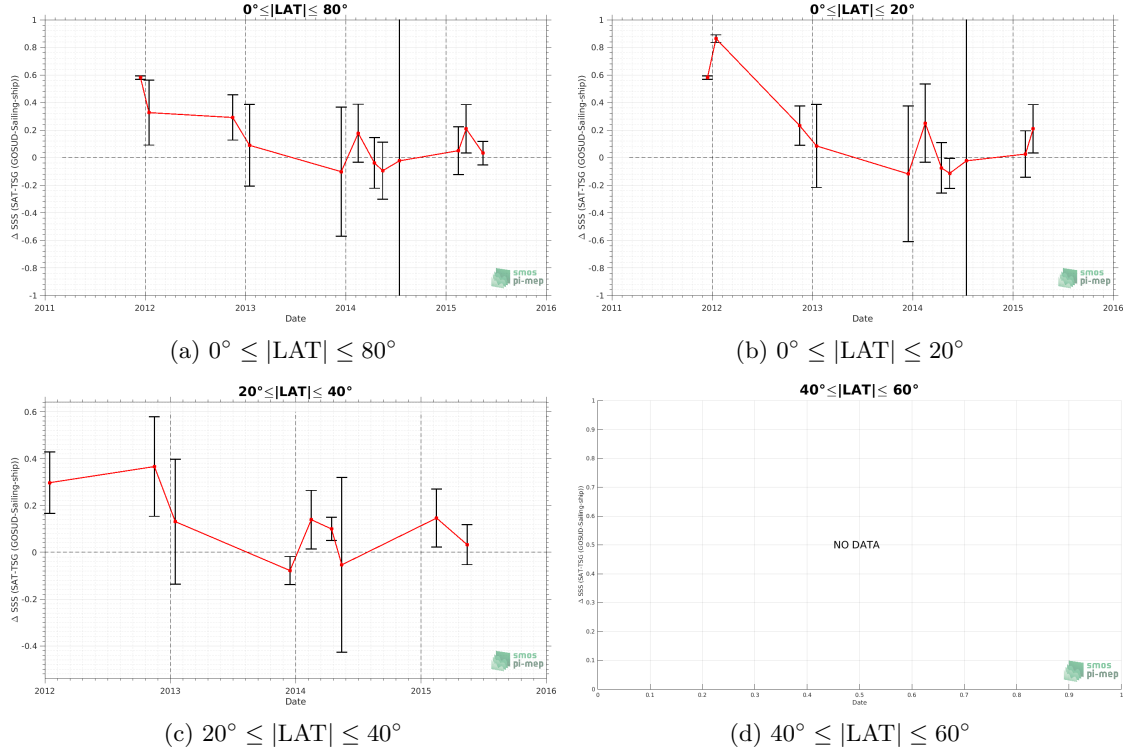 0°≤|LAT|≤ 80°
Δ SSS (SAT-TSG (GOSUD-Sailing-ship))
1
0.8
0.6
0.4
0.2
0
-0.2
-0.4
-0.6
-0.8
-1
2011 2012 2013 2014 2015 2016
Date
smos
pi-mep
(a) 0° ≤ |LAT| ≤ 80°
0°≤|LAT|≤ 20°
Δ SSS (SAT-TSG (GOSUD-Sailing-ship))
1
0.8
0.6
0.4
0.2
0
-0.2
-0.4
-0.6
-0.8
-1
2011 2012 2013 2014 2015 2016
Date
smos
pi-mep
(b) 0° ≤ |LAT| ≤ 20°
20°≤|LAT|≤ 40°
Δ SSS (SAT-TSG (GOSUD-Sailing-ship))
0.6
0.4
0.2
0
-0.2
-0.4
2012 2013 2014 2015 2016
Date
smos
pi-mep
(c) 20° ≤ |LAT| ≤ 40°
40°≤|LAT|≤ 60°
Δ SSS (SAT-TSG (GOSUD-Sailing-ship))
1
0.9
0.8
0.7
0.6
0.5
0.4
0.3
0.2
0.1
0
NO DATA
0 0.1 0.2 0.3 0.4 0.5 0.6 0.7 0.8 0.9 1
Date
smos
pi-mep
(d) 40° ≤ |LAT| ≤ 60°